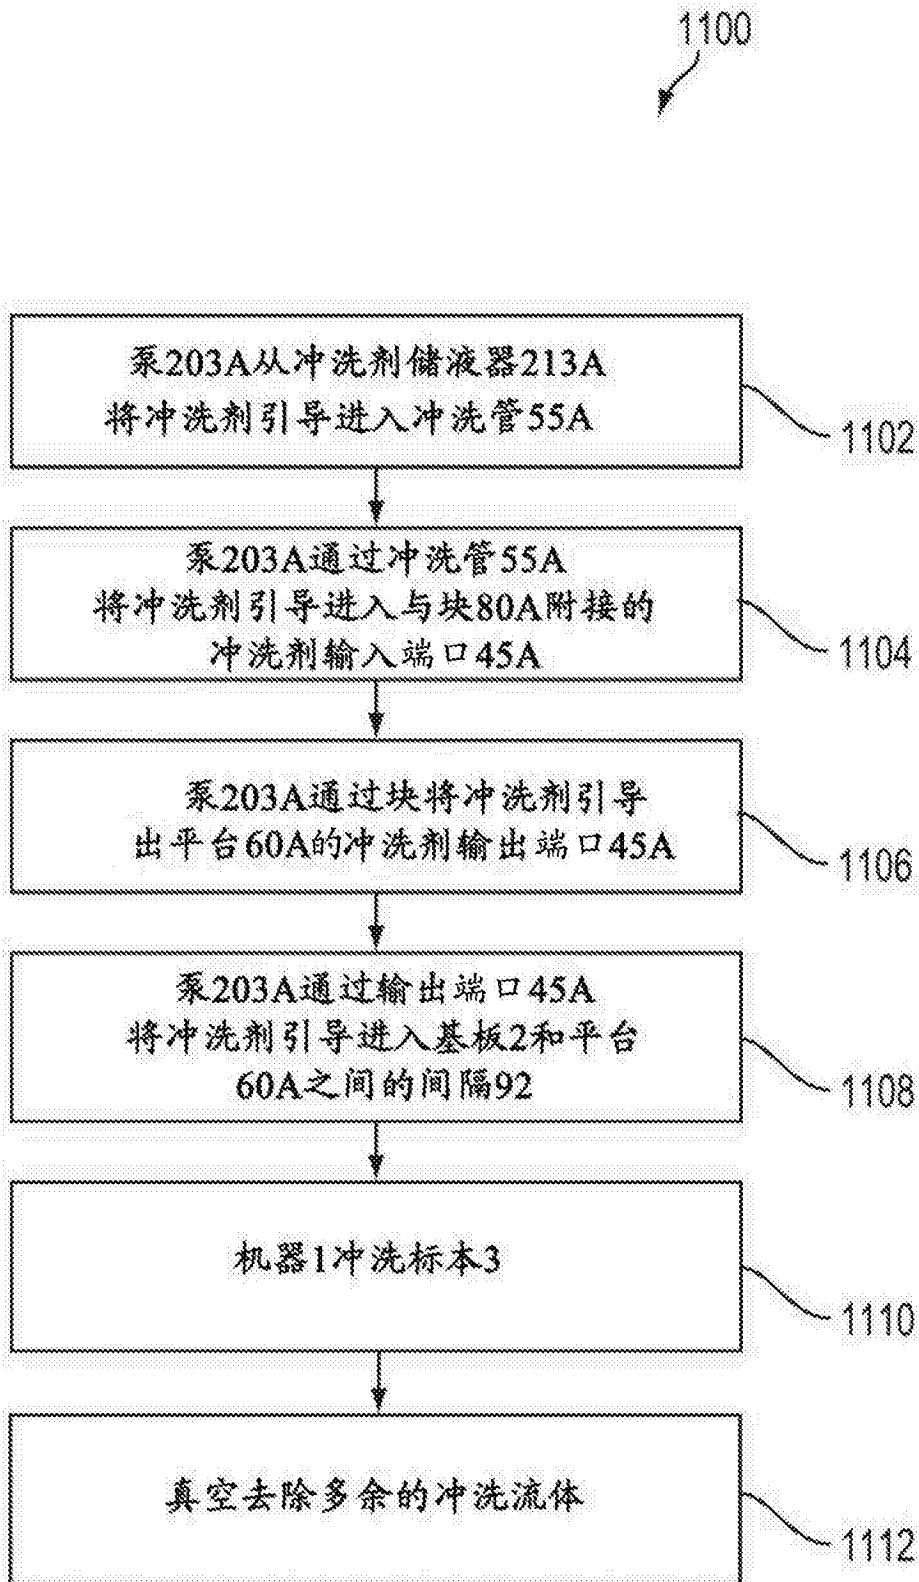 1100
泵203A从冲洗剂储液器213A
将冲洗剂引导进入冲洗管55A
1102
泵203A通过冲洗管55A
将冲洗剂引导进入与块80A附接的
冲洗剂输入端口45A
1104
泵203A通过块将冲洗剂引导
出平台60A的冲洗剂输出端口45A
1106
泵203A通过输出端口45A
将冲洗剂引导进入基板2和平台
60A之间的间隔92
1108
机器1冲洗标本3
1110
真空去除多余的冲洗流体
1112